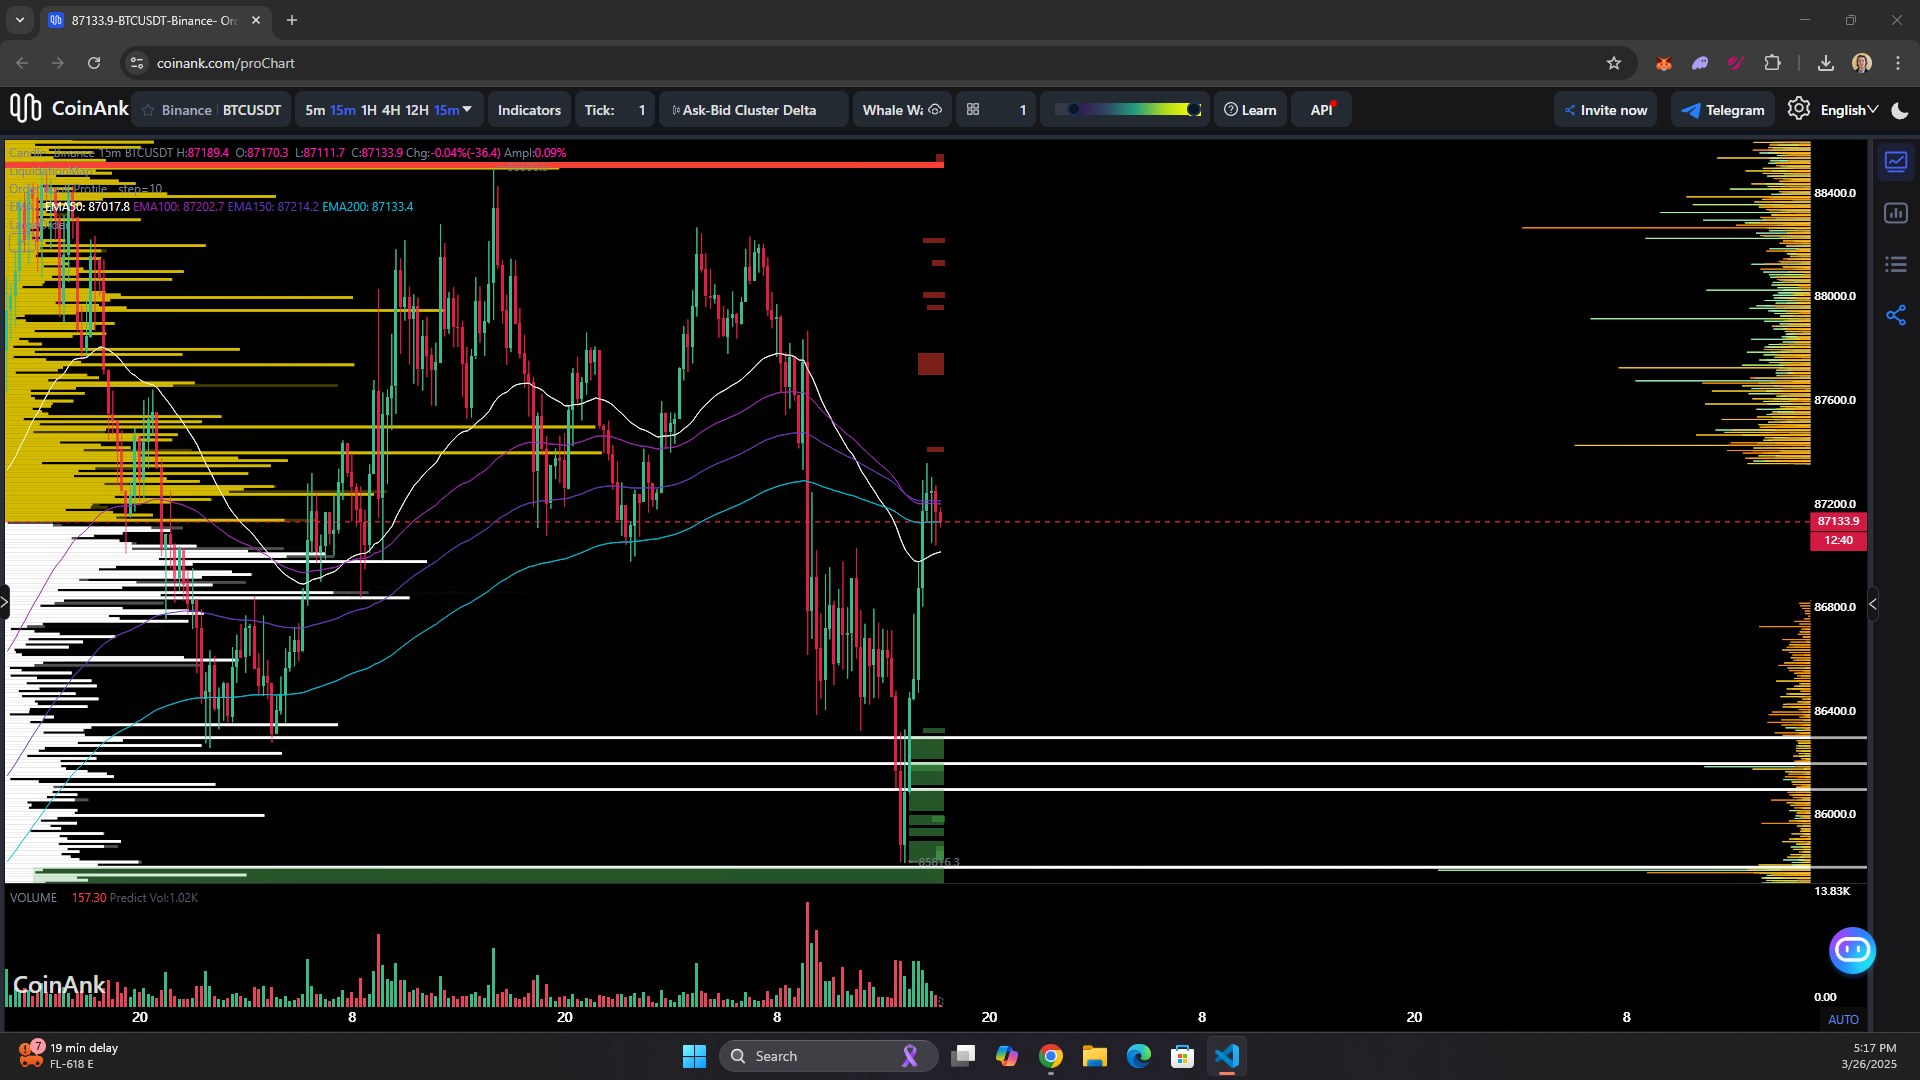 87133.9-BTCUSDT-Binance- Or
coinank.com/proChart
CoinAnk
Binance BTCUSDT
5m 15m 1H 4H 12H 15m
Indicators
Tick: 1
Ask-Bid Cluster Delta
Whale Wa
1
Learn
API
Invite now
Telegram
English
Candle Binance 15m BTCUSDT H:87189.4 O:87170.3 L:87111.7 C:87133.9 Chg:-0.04%(-36.4) Ampl:0.09%
LiquidationMap
Profile step=10
EMA50: 87017.8 EMA100: 87202.7 EMA150: 87214.2 EMA200: 87133.4
88400.0
88000.0
87600.0
87200.0
87133.9
12:40
86800.0
86400.0
86000.0
85816.3
VOLUME 157.30 Predict Vol:1.02K
13.83K
CoinAnk
0.00
20 8 20 8 20 8 20 8
AUTO
7
19 min delay
FL-618 E
Search
5:17 PM
3/26/2025